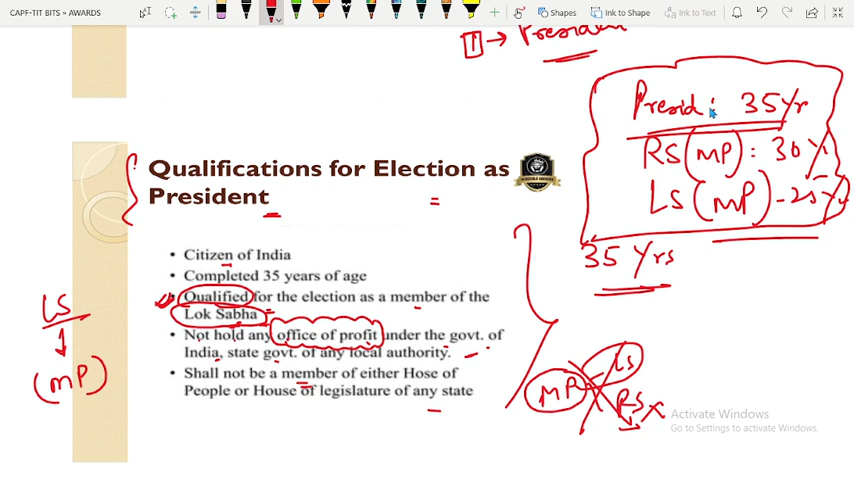 CAPF-TIT BITS = AWARDS
Shapes
Ink to Shape
Ink to Text
1 → President
Presid: 35 Yr
RS (MP): 30 Yr
LS (MP) - 25 Yr
35 Yrs
Qualifications for Election as
President
=
• Citizen of India
• Completed 35 years of age
• Qualified for the election as a member of the
Lok Sabha
• Not hold any office of profit under the govt. of
India, state govt. of any local authority.
• Shall not be a member of either Hose of
People or House of legislature of any state
LS
(MP)
MP
LS
RS
Activate Windows
Go to Settings to activate Windows.